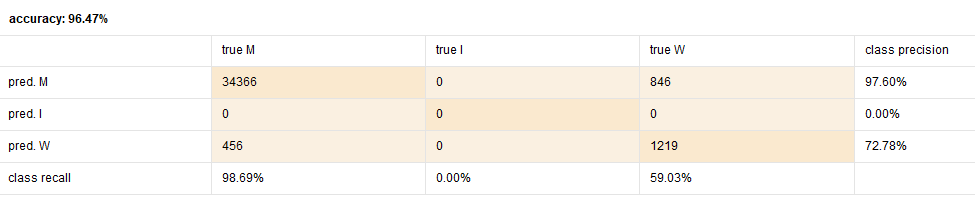 accuracy: 96.47%
true M true I true W class precision
pred. M 34366 0 846 97.60%
pred. I 0 0 0 0.00%
pred. W 456 0 1219 72.78%
class recall 98.69% 0.00% 59.03%